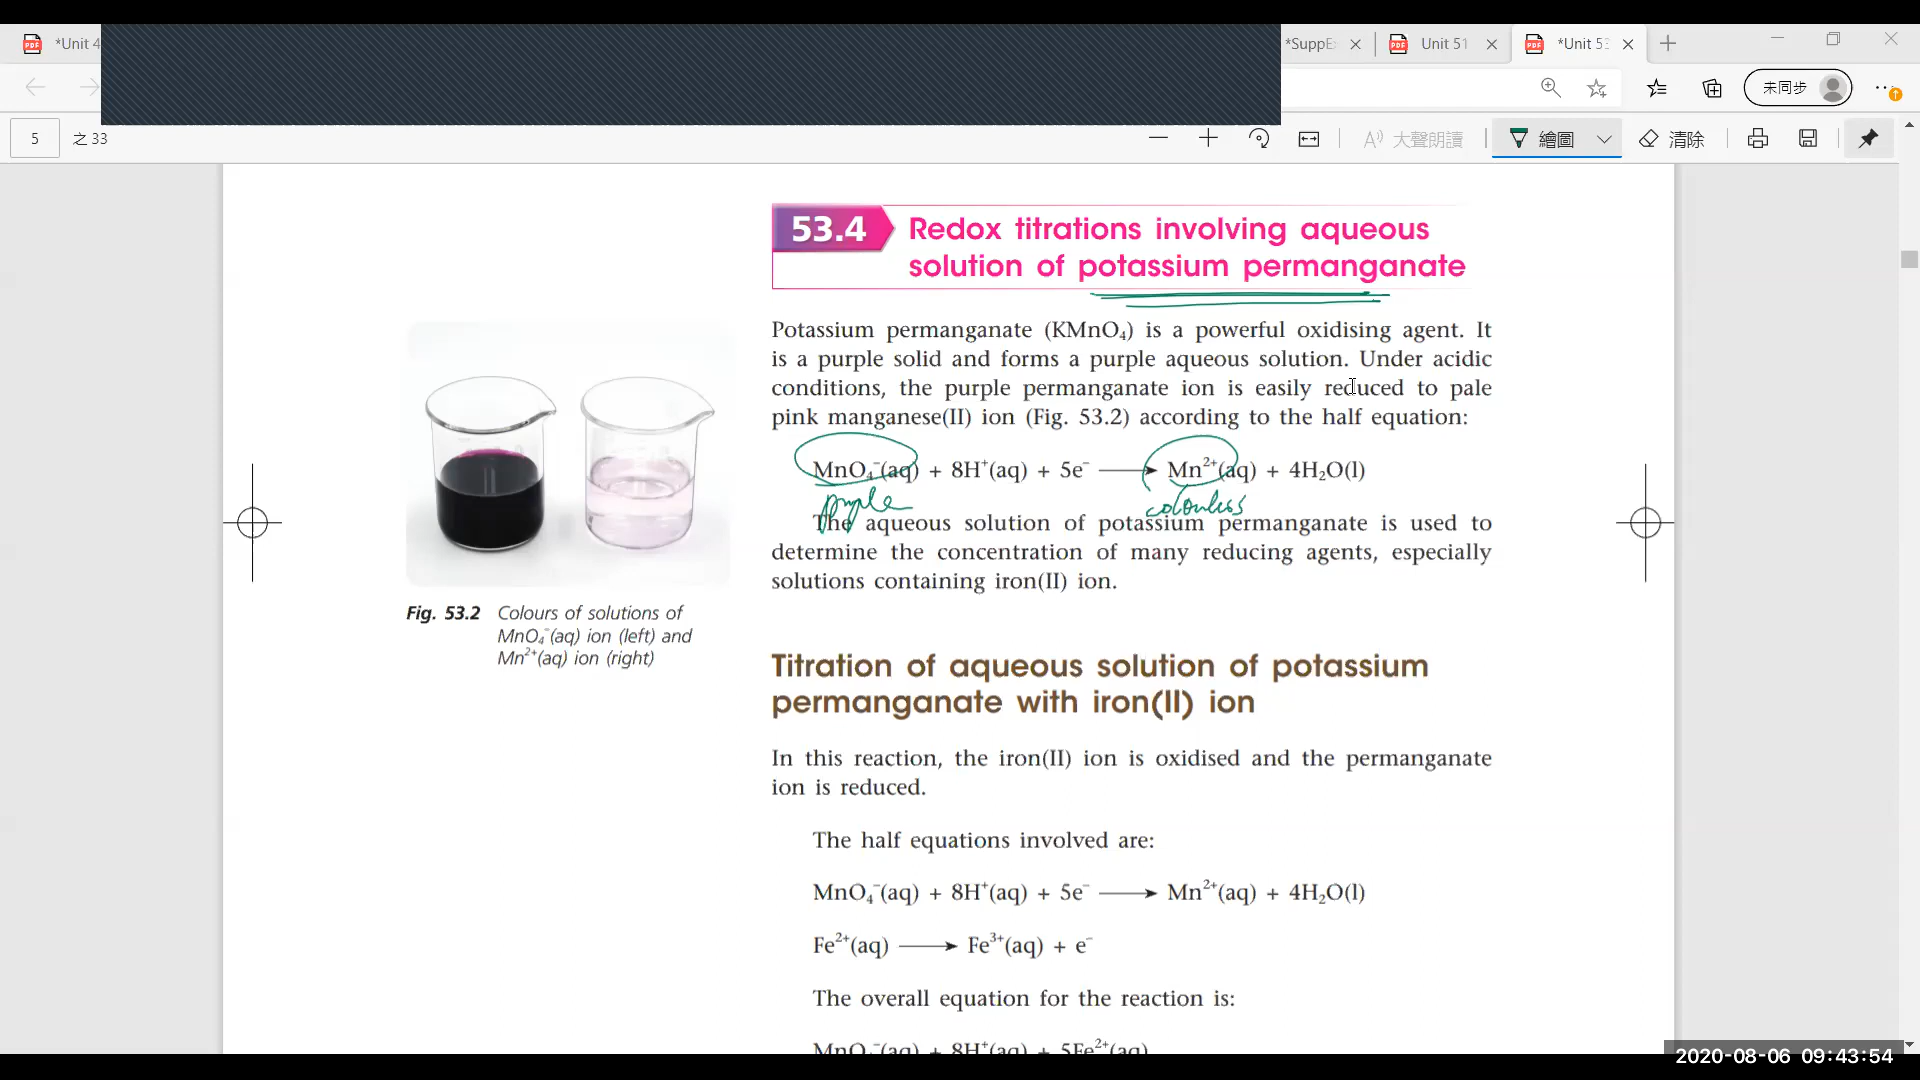 *Unit 4
*SuppE
Unit 51
*Unit 53
未同步
5 之 33
大聲朗讀
繪圖
清除
53.4 Redox titrations involving aqueous
solution of potassium permanganate
Potassium permanganate (KMnO₄) is a powerful oxidising agent. It
is a purple solid and forms a purple aqueous solution. Under acidic
conditions, the purple permanganate ion is easily reduced to pale
pink manganese(II) ion (Fig. 53.2) according to the half equation:
MnO₄⁻(aq) + 8H⁺(aq) + 5e⁻ ⟶ Mn²⁺(aq) + 4H₂O(l)
purple colourless
The aqueous solution of potassium permanganate is used to
determine the concentration of many reducing agents, especially
solutions containing iron(II) ion.
Fig. 53.2 Colours of solutions of
MnO₄⁻(aq) ion (left) and
Mn²⁺(aq) ion (right)
Titration of aqueous solution of potassium
permanganate with iron(II) ion
In this reaction, the iron(II) ion is oxidised and the permanganate
ion is reduced.
The half equations involved are:
MnO₄⁻(aq) + 8H⁺(aq) + 5e⁻ ⟶ Mn²⁺(aq) + 4H₂O(l)
Fe²⁺(aq) ⟶ Fe³⁺(aq) + e⁻
The overall equation for the reaction is:
MnO₄⁻(aq) + 8H⁺(aq) + 5Fe²⁺(aq)
2020-08-06 09:43:54